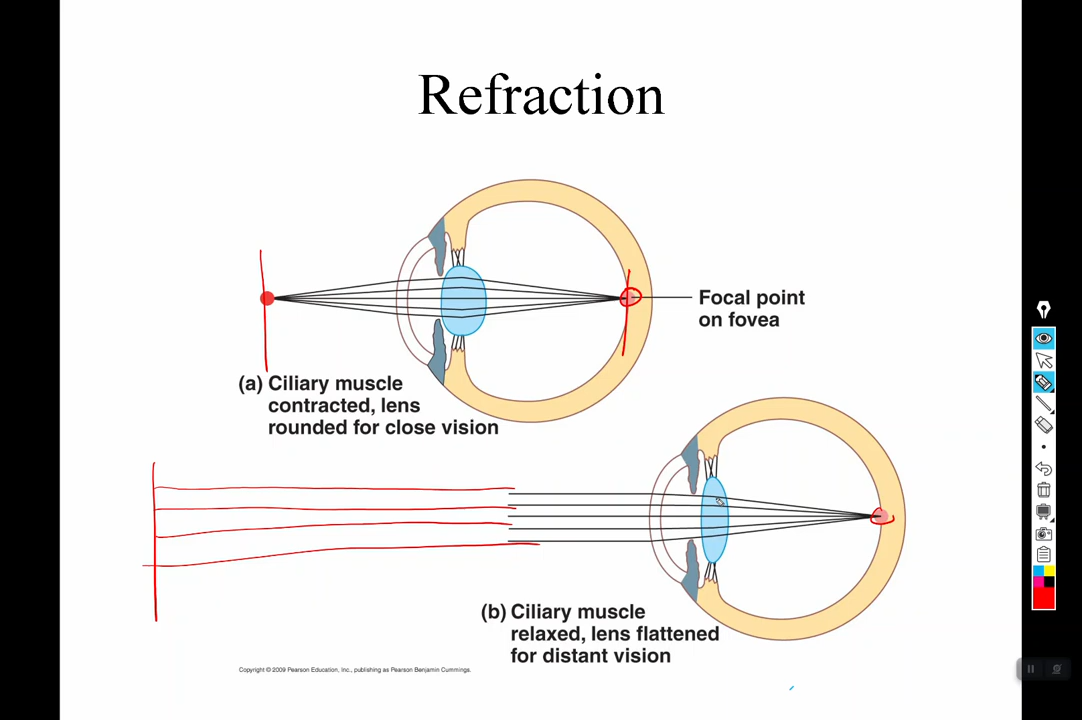 Refraction
Focal point
on fovea
(a) Ciliary muscle
contracted, lens
rounded for close vision
(b) Ciliary muscle
relaxed, lens flattened
for distant vision
Copyright © 2009 Pearson Education, Inc., publishing as Pearson Benjamin Cummings.